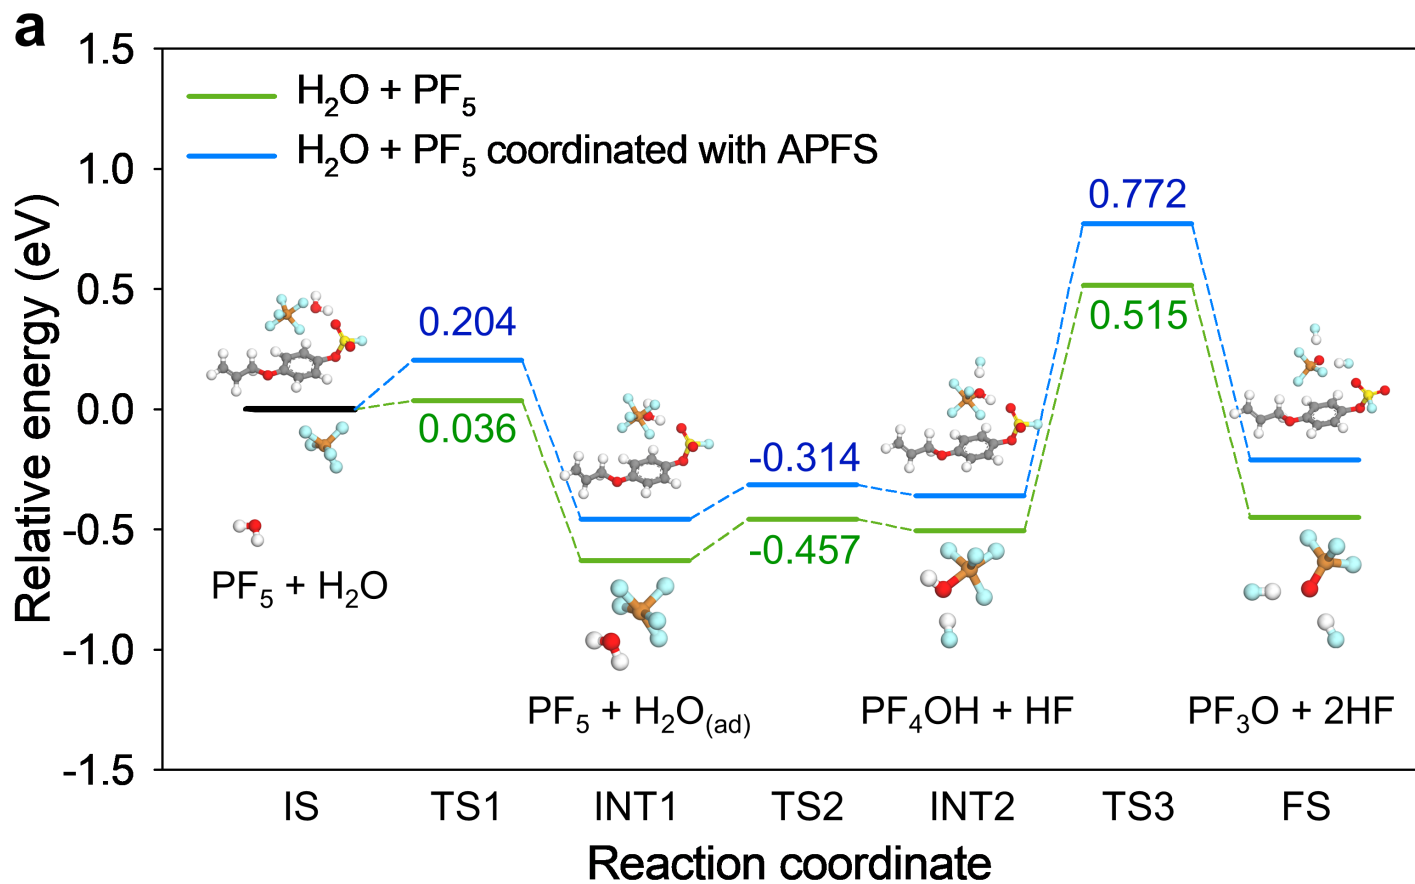 a
1.5
1.0
0.5
0.0
-0.5
-1.0
-1.5
Relative energy (eV)
H₂O + PF₅
H₂O + PF₅ coordinated with APFS
0.204
0.036
-0.314
-0.457
0.772
0.515
PF₅ + H₂O
PF₅ + H₂O(ad)
PF₄OH + HF
PF₃O + 2HF
IS TS1 INT1 TS2 INT2 TS3 FS
Reaction coordinate